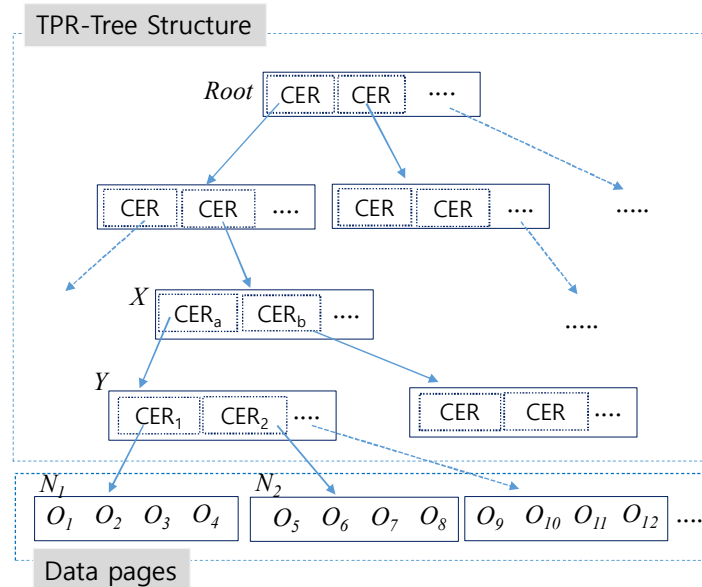 TPR-Tree Structure
Root CER CER ....
CER CER .... CER CER .... .....
X CERa CERb .... .....
Y CER1 CER2 .... CER CER ....
N1 N2
O1 O2 O3 O4 O5 O6 O7 O8 O9 O10 O11 O12 ....
Data pages